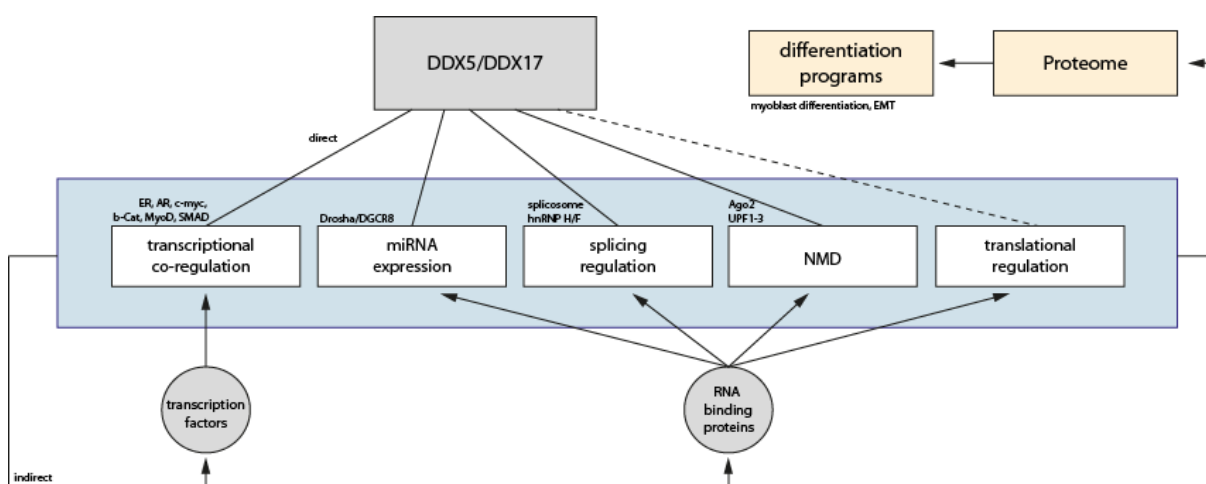 DDX5/DDX17
differentiation
programs
Proteome
myoblast differentiation, EMT
direct
ER, AR, c-myc,
b-Cat, MyoD, SMAD
Drosha/DGCR8
splicosome
hnRNP H/F
Ago2
UPF1-3
transcriptional
co-regulation
miRNA
expression
splicing
regulation
NMD
translational
regulation
transcription
factors
RNA
binding
proteins
indirect